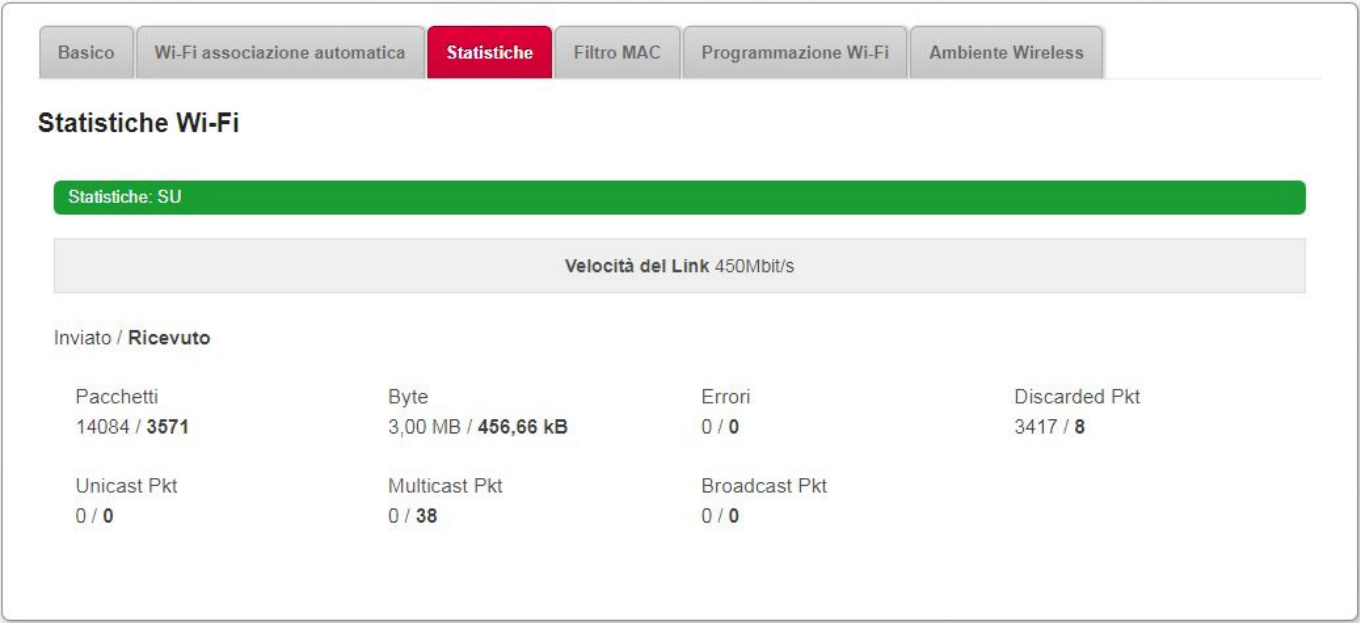 Basico Wi-Fi associazione automatica Statistiche Filtro MAC Programmazione Wi-Fi Ambiente Wireless
Statistiche Wi-Fi
Statistiche: SU
Velocità del Link 450Mbit/s
Inviato / Ricevuto
Pacchetti Byte Errori Discarded Pkt
14084 / 3571 3,00 MB / 456,66 kB 0 / 0 3417 / 8
Unicast Pkt Multicast Pkt Broadcast Pkt
0 / 0 0 / 38 0 / 0